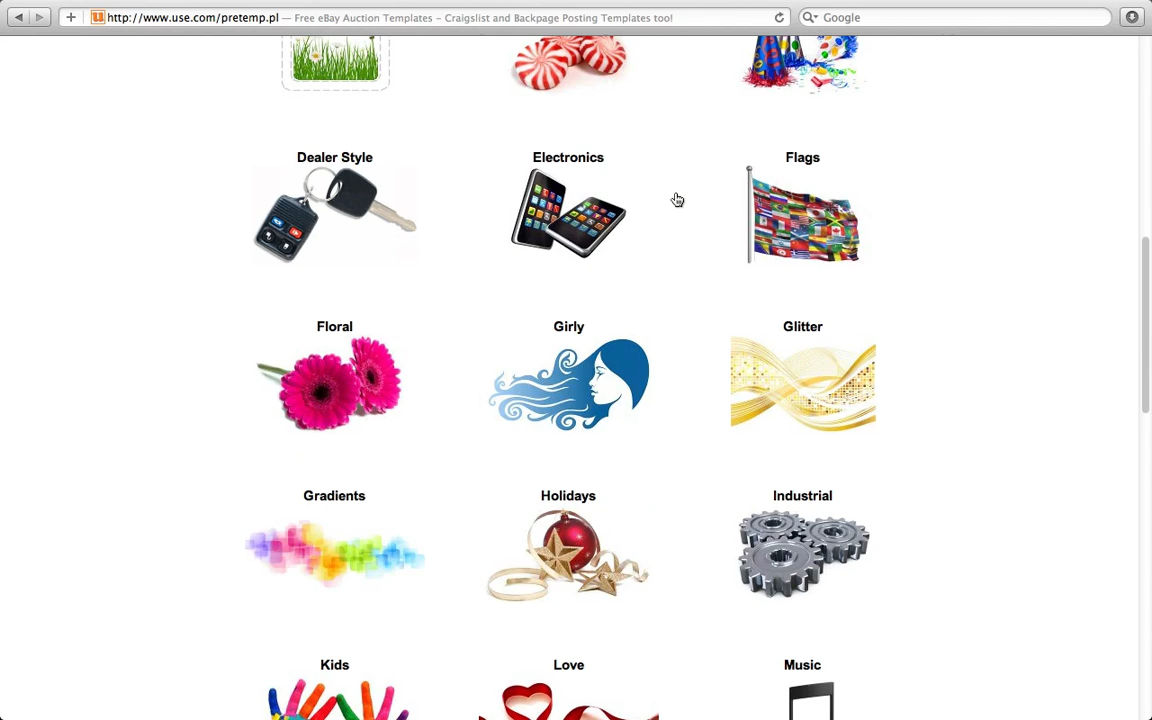 http://www.use.com/pretemp.pl — Free eBay Auction Templates – Craigslist and Backpage Posting Templates too!
Google
Dealer Style
Electronics
Flags
Floral
Girly
Glitter
Gradients
Holidays
Industrial
Kids
Love
Music